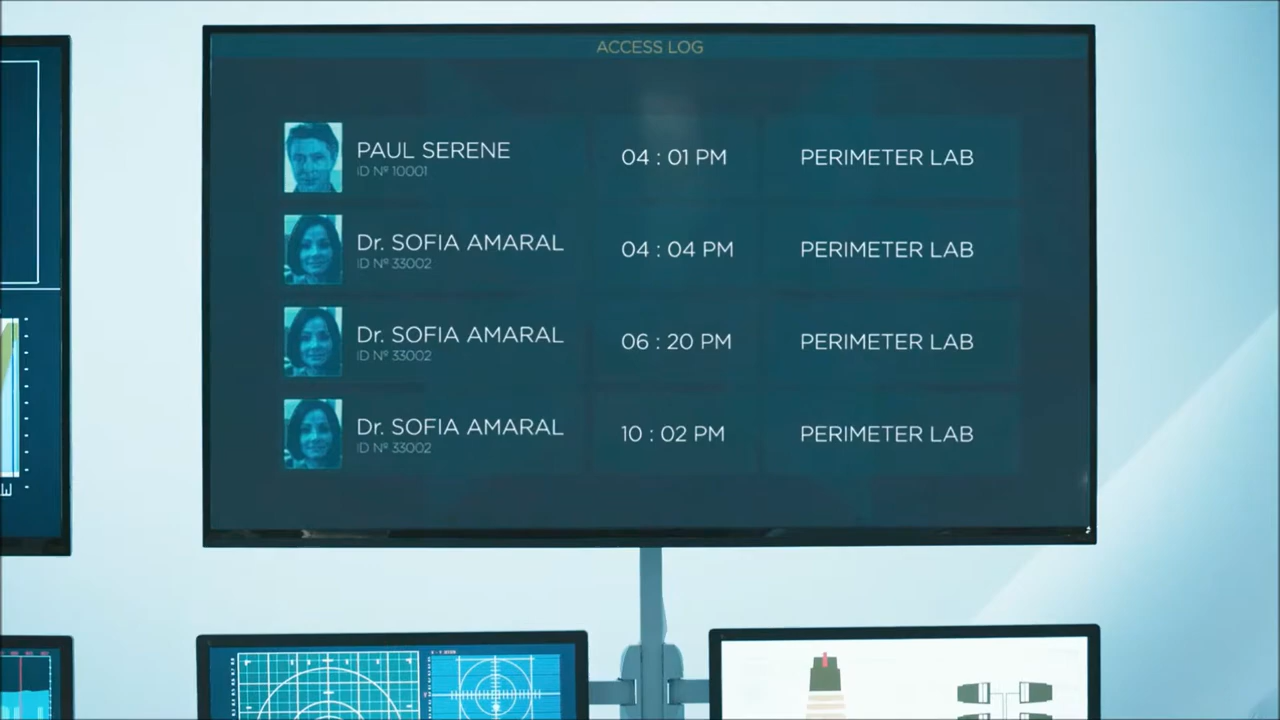 ACCESS LOG
PAUL SERENE
ID Nº 10001
04 : 01 PM
PERIMETER LAB
Dr. SOFIA AMARAL
ID Nº 33002
04 : 04 PM
PERIMETER LAB
Dr. SOFIA AMARAL
ID Nº 33002
06 : 20 PM
PERIMETER LAB
Dr. SOFIA AMARAL
ID Nº 33002
10 : 02 PM
PERIMETER LAB